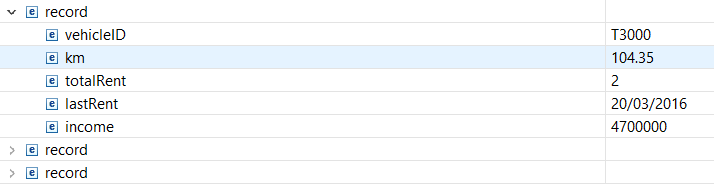 record
vehicleID T3000
km 104.35
totalRent 2
lastRent 20/03/2016
income 4700000
record
record